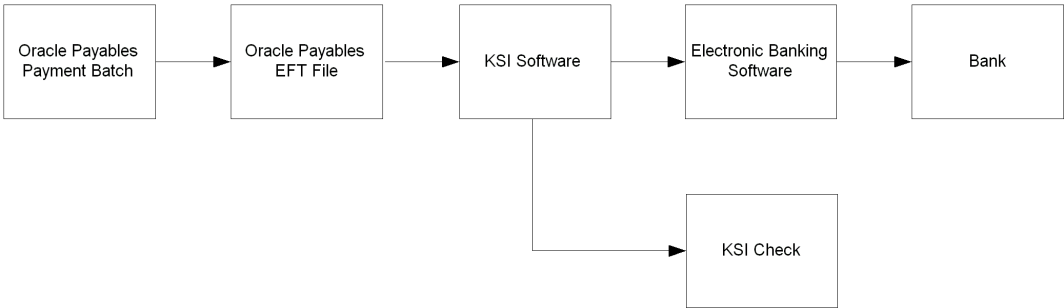 Oracle Payables
Payment Batch
Oracle Payables
EFT File
KSI Software
Electronic Banking
Software
Bank
KSI Check